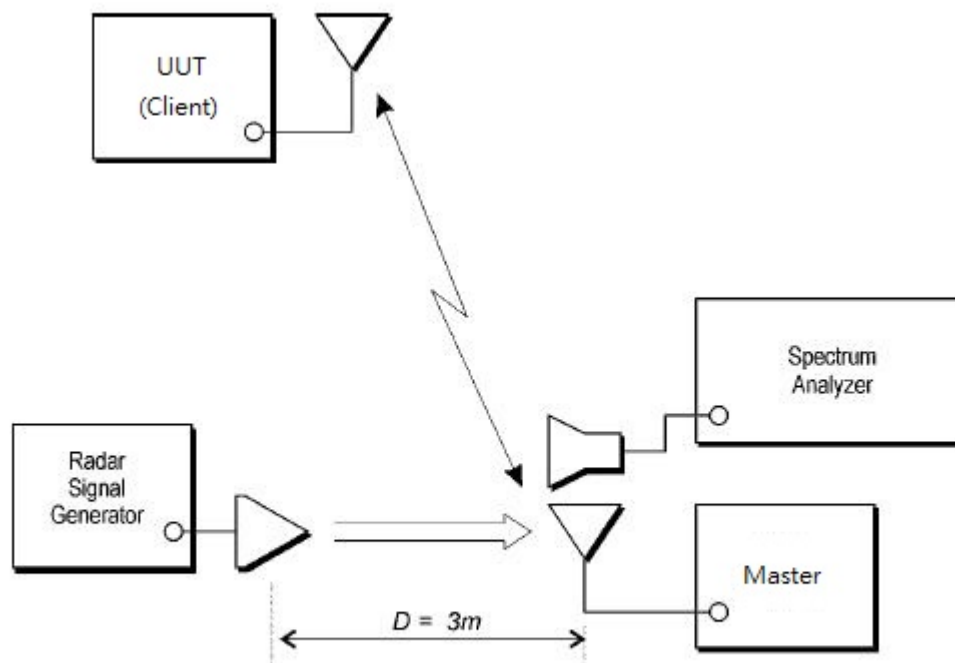 UUT
(Client)
Spectrum
Analyzer
Radar
Signal
Generator
Master
D = 3m